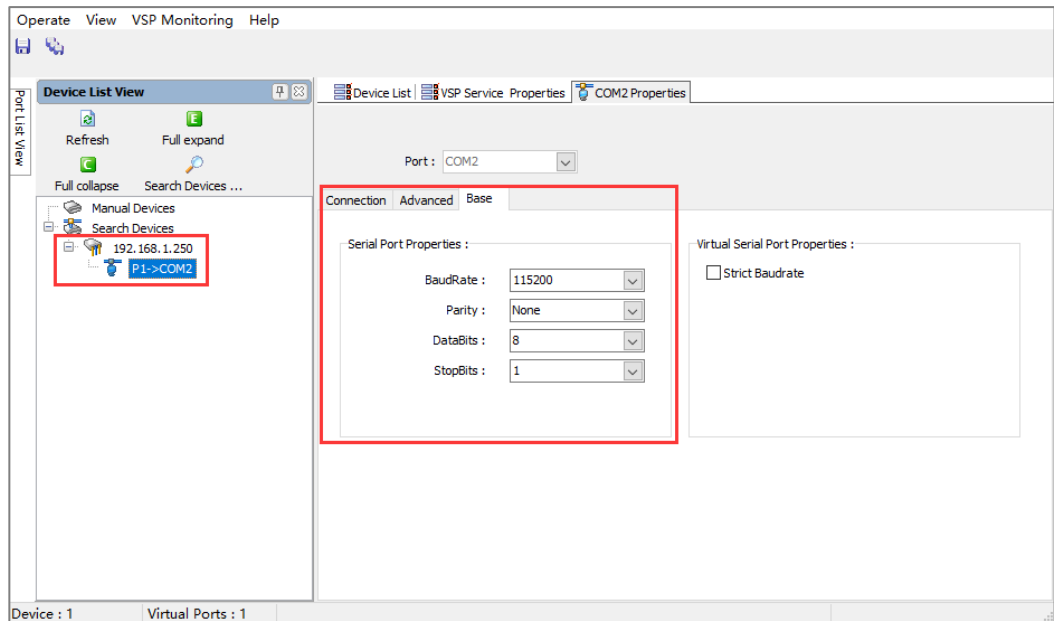 Operate View VSP Monitoring Help
Port List View
Device List View
Refresh Full expand
Full collapse Search Devices ...
Manual Devices
Search Devices
192.168.1.250
P1->COM2
Device List VSP Service Properties COM2 Properties
Port : COM2
Connection Advanced Base
Serial Port Properties :
BaudRate : 115200
Parity : None
DataBits : 8
StopBits : 1
Virtual Serial Port Properties :
Strict Baudrate
Device : 1 Virtual Ports : 1